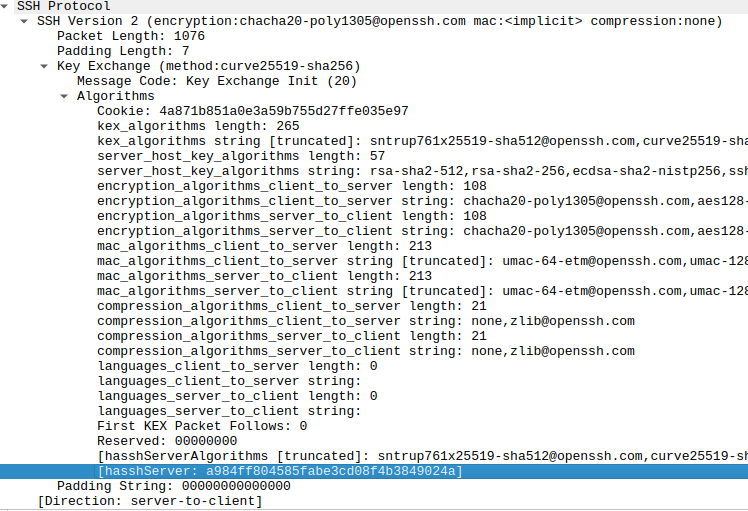 SSH Protocol
SSH Version 2 (encryption:chacha20-poly1305@openssh.com mac:<implicit> compression:none)
Packet Length: 1076
Padding Length: 7
Key Exchange (method:curve25519-sha256)
Message Code: Key Exchange Init (20)
Algorithms
Cookie: 4a871b851a0e3a59b755d27ffe035e97
kex_algorithms length: 265
kex_algorithms string [truncated]: sntrup761x25519-sha512@openssh.com,curve25519-sha
server_host_key_algorithms length: 57
server_host_key_algorithms string: rsa-sha2-512,rsa-sha2-256,ecdsa-sha2-nistp256,ssh
encryption_algorithms_client_to_server length: 108
encryption_algorithms_client_to_server string: chacha20-poly1305@openssh.com,aes128-
encryption_algorithms_server_to_client length: 108
encryption_algorithms_server_to_client string: chacha20-poly1305@openssh.com,aes128-
mac_algorithms_client_to_server length: 213
mac_algorithms_client_to_server string [truncated]: umac-64-etm@openssh.com,umac-128
mac_algorithms_server_to_client length: 213
mac_algorithms_server_to_client string [truncated]: umac-64-etm@openssh.com,umac-128
compression_algorithms_client_to_server length: 21
compression_algorithms_client_to_server string: none,zlib@openssh.com
compression_algorithms_server_to_client length: 21
compression_algorithms_server_to_client string: none,zlib@openssh.com
languages_client_to_server length: 0
languages_client_to_server string:
languages_server_to_client length: 0
languages_server_to_client string:
First KEX Packet Follows: 0
Reserved: 00000000
[hasshServerAlgorithms [truncated]: sntrup761x25519-sha512@openssh.com,curve25519-sh
[hasshServer: a984ff804585fabe3cd08f4b3849024a]
Padding String: 00000000000000
[Direction: server-to-client]